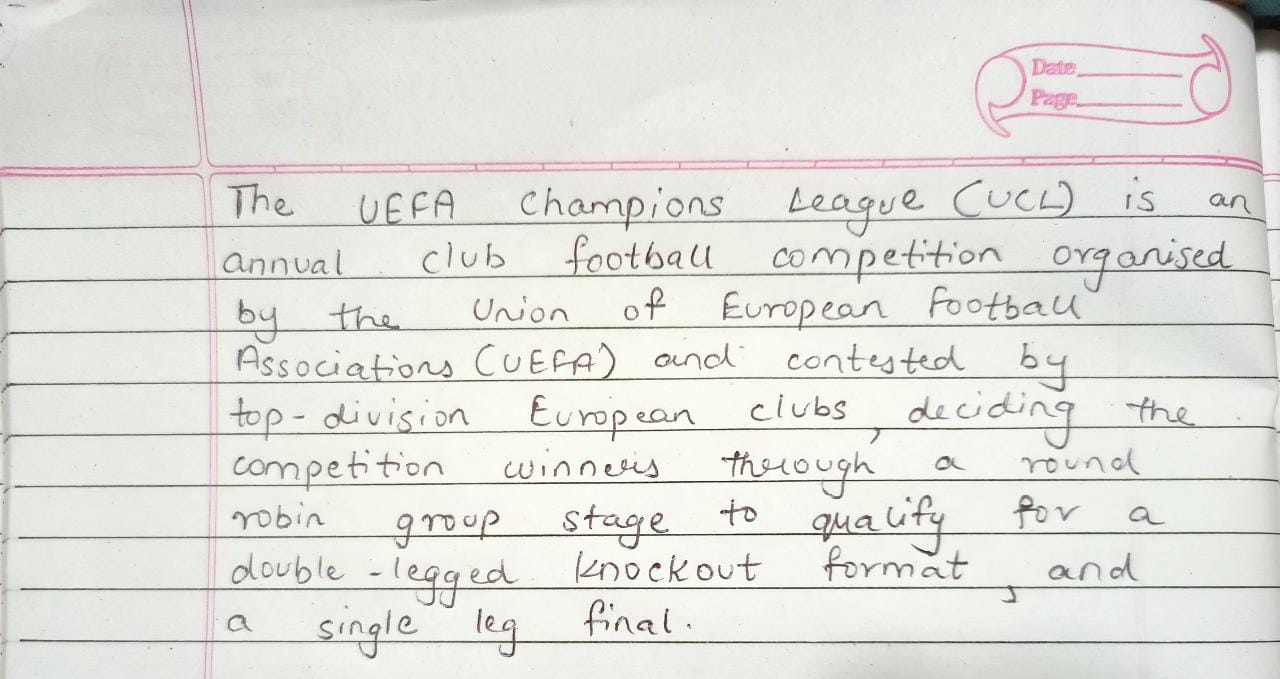 Date
Page
The UEFA Champions League (UCL) is an
annual club football competition organised
by the Union of European Football
Associations (UEFA) and contested by
top-division European clubs, deciding the
competition winners through a round
robin group stage to qualify for a
double-legged knockout format, and
a single leg final.